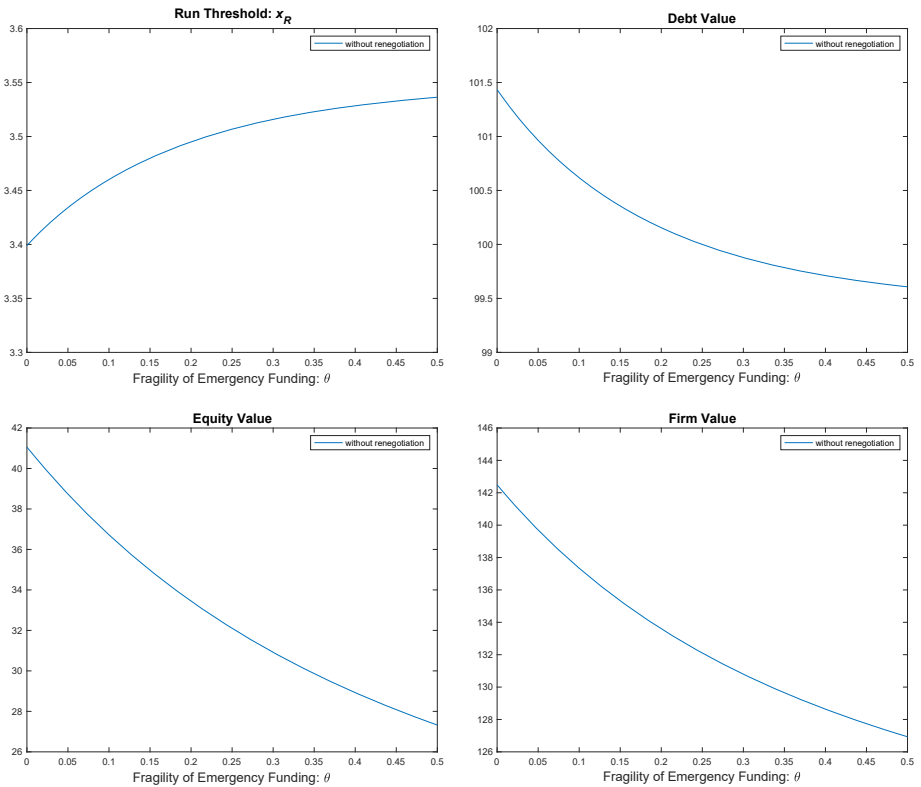 Run Threshold: x_R
without renegotiation
3.6
3.55
3.5
3.45
3.4
3.35
3.3
0 0.05 0.1 0.15 0.2 0.25 0.3 0.35 0.4 0.45 0.5
Fragility of Emergency Funding: θ
Debt Value
without renegotiation
102
101.5
101
100.5
100
99.5
99
0 0.05 0.1 0.15 0.2 0.25 0.3 0.35 0.4 0.45 0.5
Fragility of Emergency Funding: θ
Equity Value
without renegotiation
42
40
38
36
34
32
30
28
26
0 0.05 0.1 0.15 0.2 0.25 0.3 0.35 0.4 0.45 0.5
Fragility of Emergency Funding: θ
Firm Value
without renegotiation
146
144
142
140
138
136
134
132
130
128
126
0 0.05 0.1 0.15 0.2 0.25 0.3 0.35 0.4 0.45 0.5
Fragility of Emergency Funding: θ